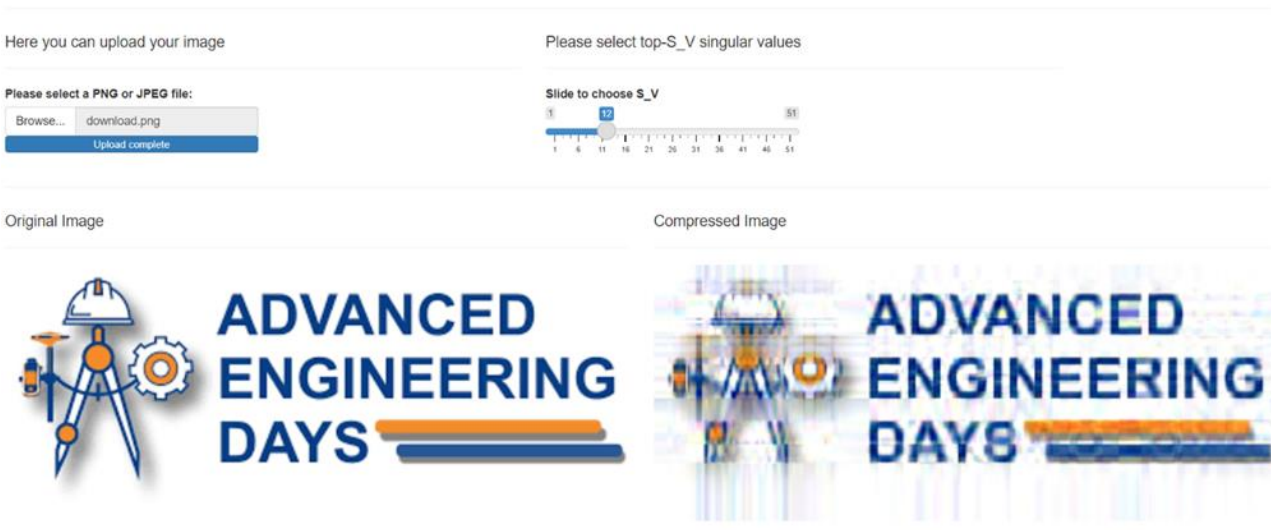 Here you can upload your image
Please select top-S_V singular values
Please select a PNG or JPEG file:
Browse... download.png
Upload complete
Slide to choose S_V
1 12 51
1 6 11 16 21 26 31 36 41 46 51
Original Image
Compressed Image
ADVANCED
ENGINEERING
DAYS
ADVANCED
ENGINEERING
DAYS